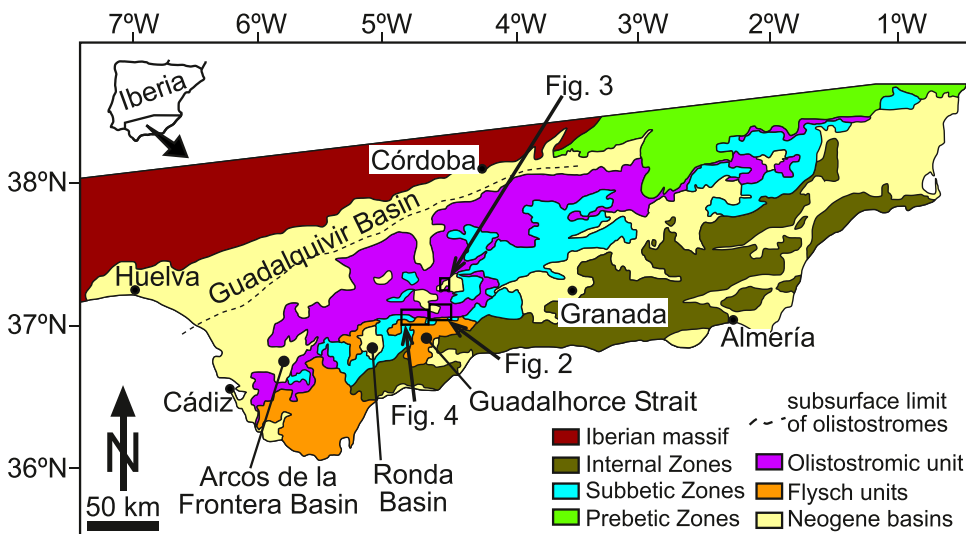 7ºW 6ºW 5ºW 4ºW 3ºW 2ºW 1ºW
Iberia
Fig. 3
Córdoba
38ºN
Guadalquivir Basin
Huelva
Granada
37ºN
Almería
Fig. 2
Cádiz
Fig. 4
Guadalhorce Strait
subsurface limit
of olistostromes
N
Iberian massif
36ºN
Arcos de la
Frontera Basin
Ronda
Basin
Internal Zones
Olistostromic unit
Subbetic Zones
Flysch units
50 km
Prebetic Zones
Neogene basins